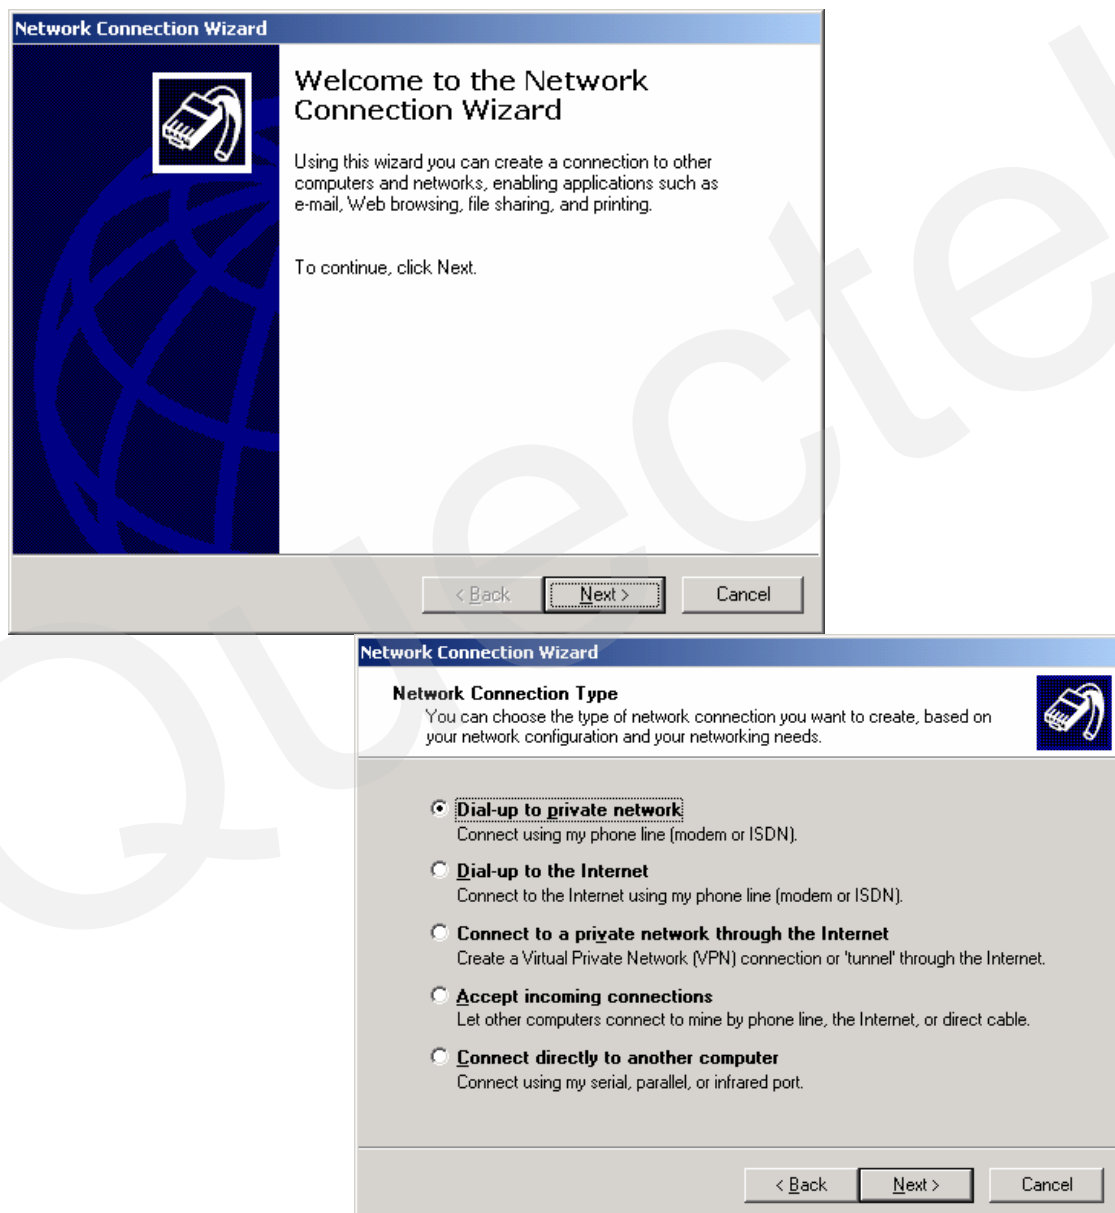 Network Connection Wizard
Welcome to the Network
Connection Wizard
Using this wizard you can create a connection to other
computers and networks, enabling applications such as
e-mail, Web browsing, file sharing, and printing.
To continue, click Next.
< Back
Next >
Cancel
Network Connection Wizard
Network Connection Type
You can choose the type of network connection you want to create, based on
your network configuration and your networking needs.
Dial-up to private network
Connect using my phone line (modem or ISDN).
Dial-up to the Internet
Connect to the Internet using my phone line (modem or ISDN).
Connect to a private network through the Internet
Create a Virtual Private Network (VPN) connection or 'tunnel' through the Internet.
Accept incoming connections
Let other computers connect to mine by phone line, the Internet, or direct cable.
Connect directly to another computer
Connect using my serial, parallel, or infrared port.
< Back
Next >
Cancel
Quectel